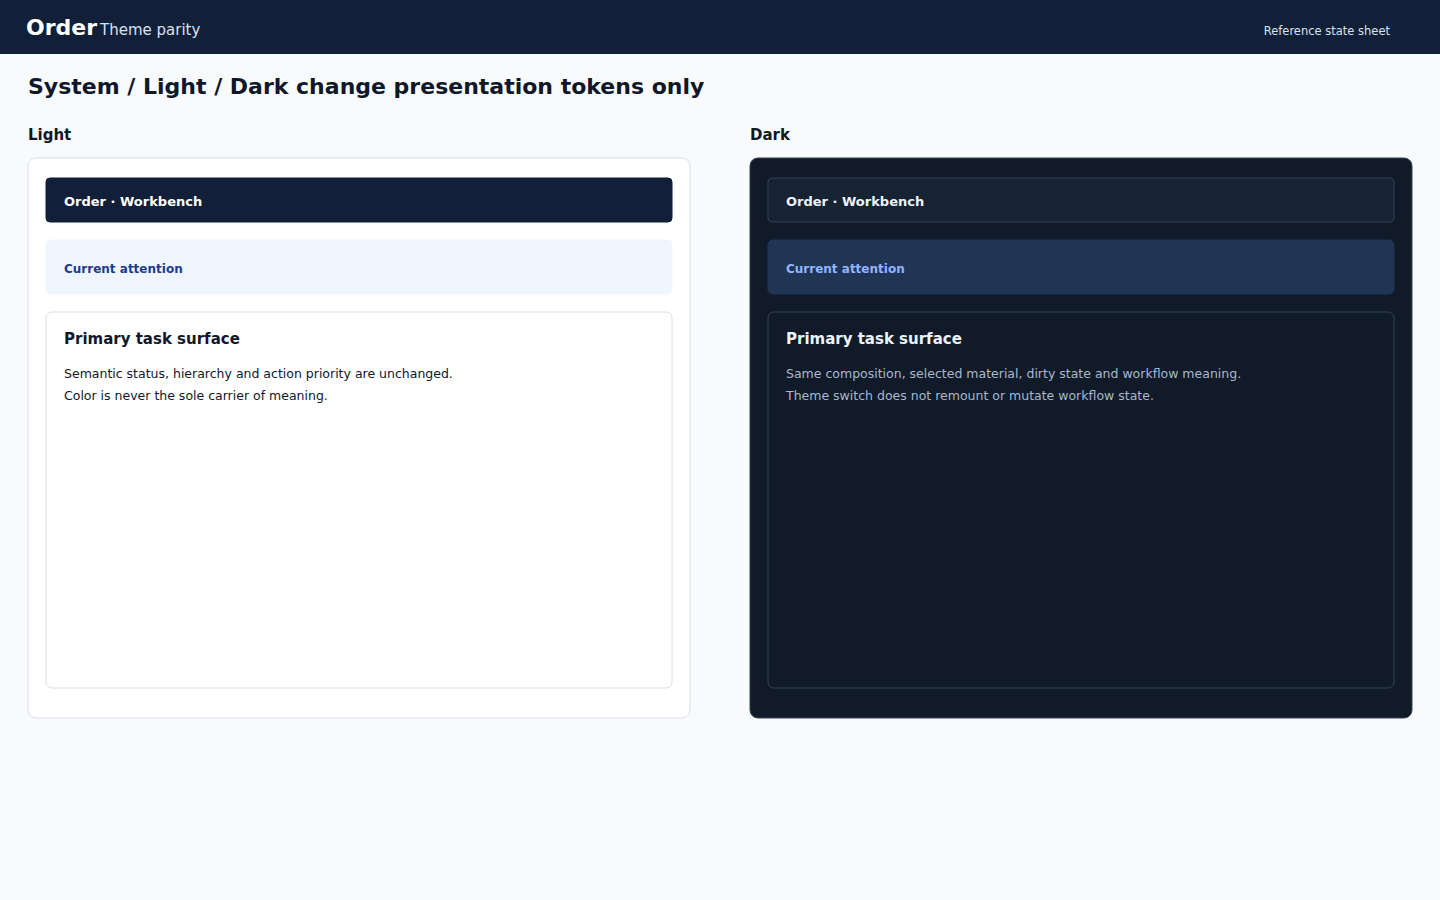 Order Theme parity
Reference state sheet
System / Light / Dark change presentation tokens only
Light
Order · Workbench
Current attention
Primary task surface
Semantic status, hierarchy and action priority are unchanged.
Color is never the sole carrier of meaning.
Dark
Order · Workbench
Current attention
Primary task surface
Same composition, selected material, dirty state and workflow meaning.
Theme switch does not remount or mutate workflow state.